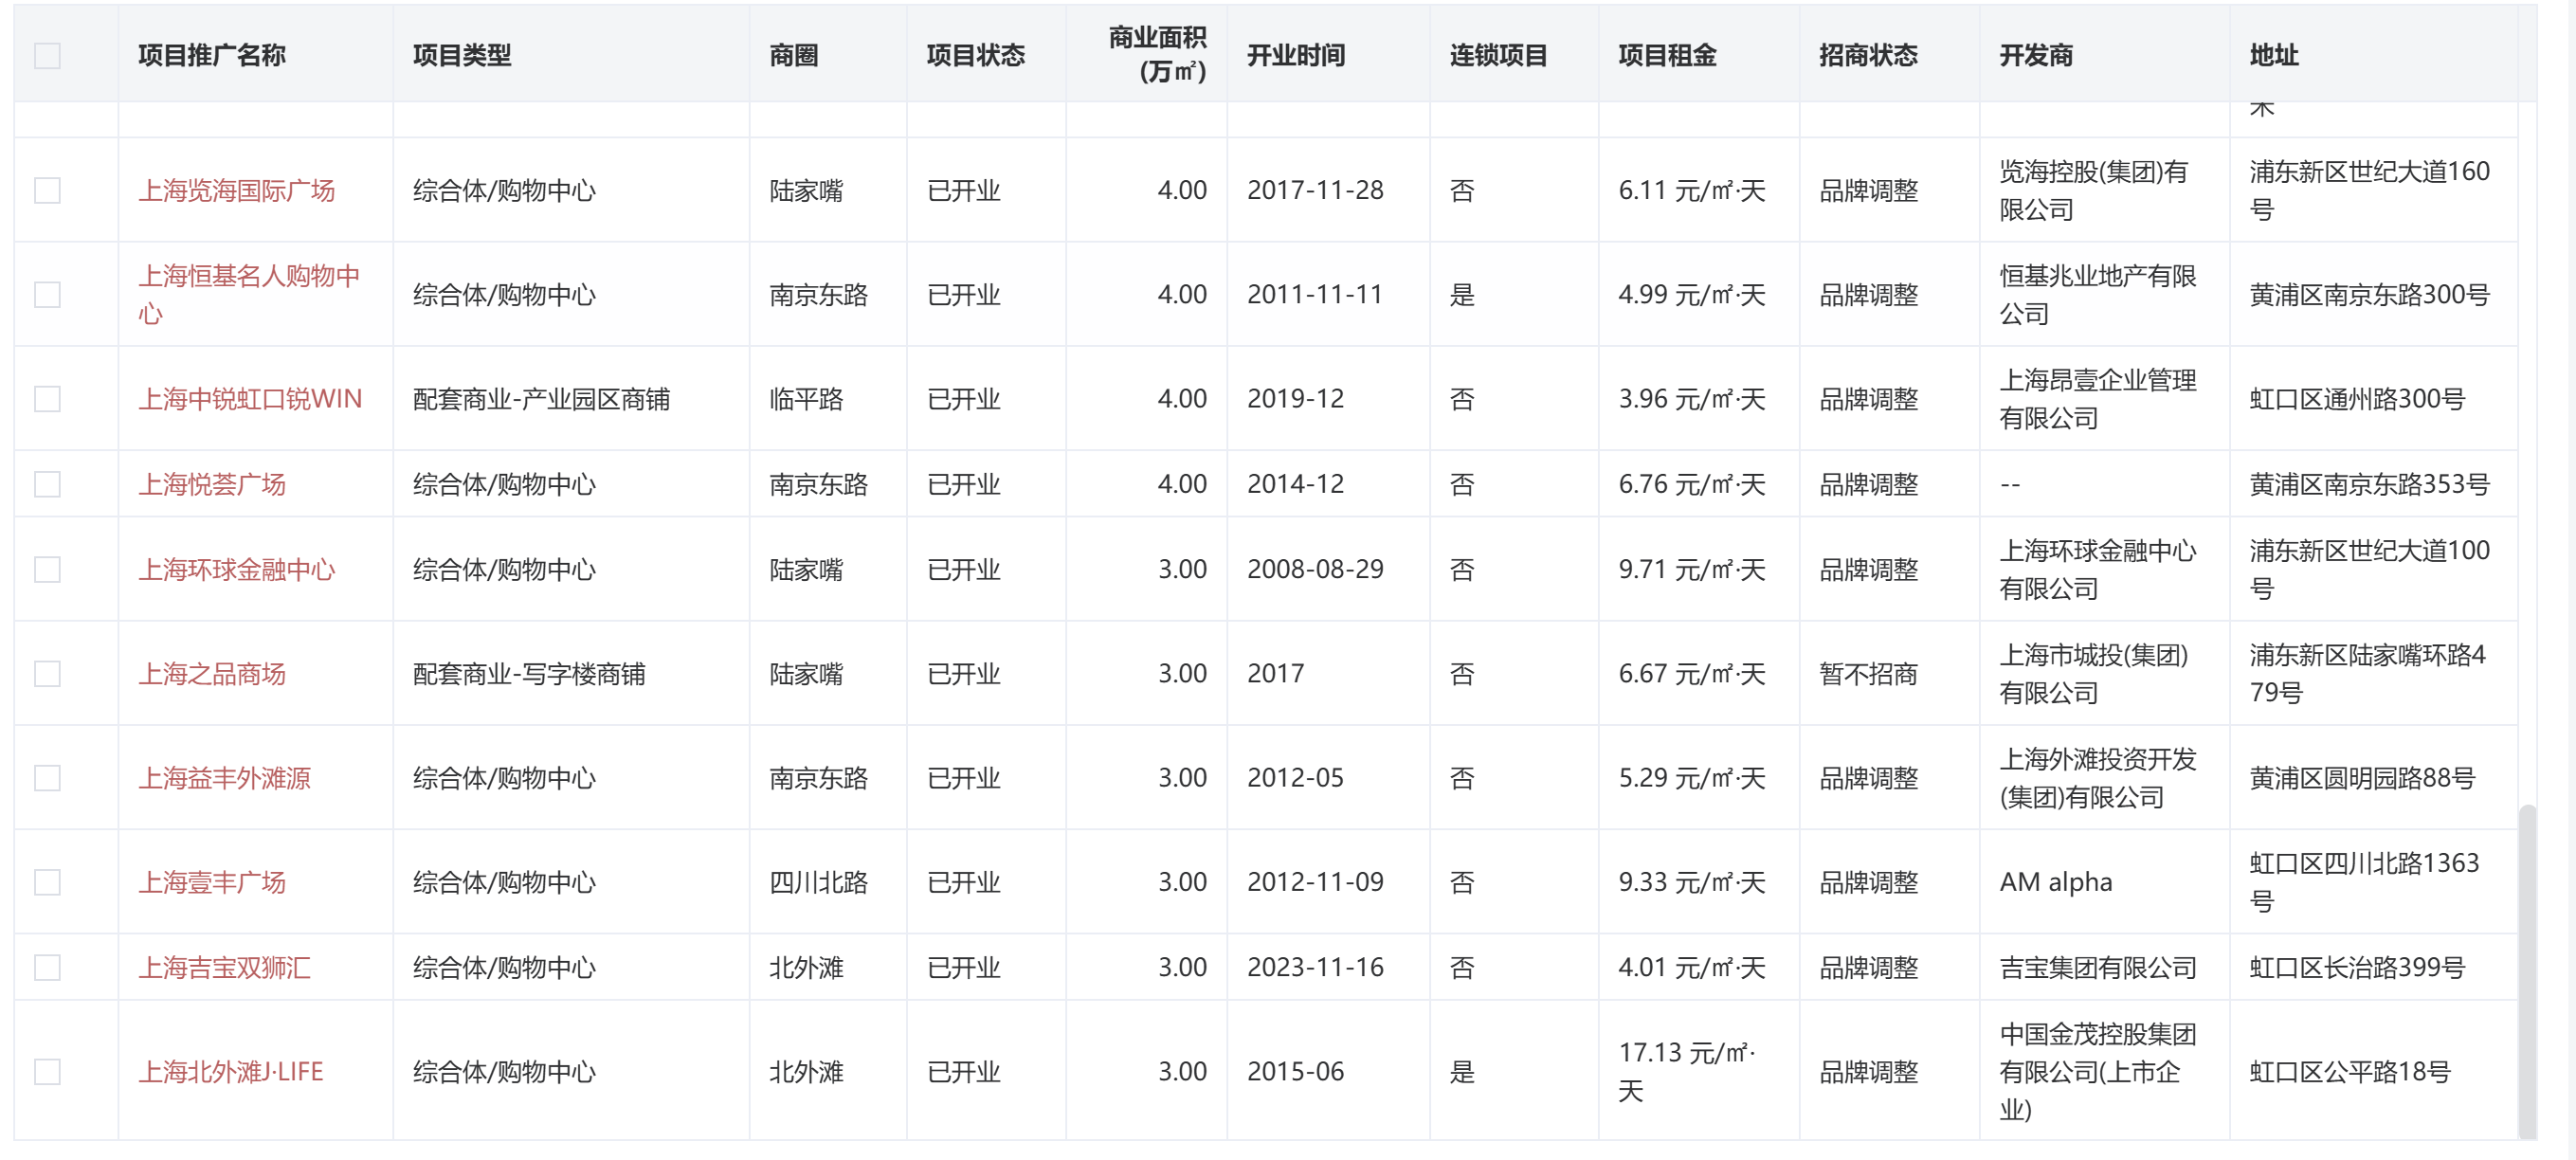 项目推广名称 项目类型 商圈 项目状态 商业面积 开业时间 连锁项目 项目租金 招商状态 开发商 地址
(万㎡)
上海览海国际广场 综合体/购物中心 陆家嘴 已开业 4.00 2017-11-28 否 6.11 元/㎡·天 品牌调整 览海控股(集团)有 浦东新区世纪大道160
限公司 号
上海恒基名人购物中 综合体/购物中心 南京东路 已开业 4.00 2011-11-11 是 4.99 元/㎡·天 品牌调整 恒基兆业地产有限 黄浦区南京东路300号
心 公司
上海中锐虹口锐WIN 配套商业-产业园区商铺 临平路 已开业 4.00 2019-12 否 3.96 元/㎡·天 品牌调整 上海昂壹企业管理 虹口区通州路300号
有限公司
上海悦荟广场 综合体/购物中心 南京东路 已开业 4.00 2014-12 否 6.76 元/㎡·天 品牌调整 -- 黄浦区南京东路353号
上海环球金融中心 综合体/购物中心 陆家嘴 已开业 3.00 2008-08-29 否 9.71 元/㎡·天 品牌调整 上海环球金融中心 浦东新区世纪大道100
有限公司 号
上海之品商场 配套商业-写字楼商铺 陆家嘴 已开业 3.00 2017 否 6.67 元/㎡·天 暂不招商 上海市城投(集团) 浦东新区陆家嘴环路4
有限公司 79号
上海益丰外滩源 综合体/购物中心 南京东路 已开业 3.00 2012-05 否 5.29 元/㎡·天 品牌调整 上海外滩投资开发 黄浦区圆明园路88号
(集团)有限公司
上海壹丰广场 综合体/购物中心 四川北路 已开业 3.00 2012-11-09 否 9.33 元/㎡·天 品牌调整 AM alpha 虹口区四川北路1363
号
上海吉宝双狮汇 综合体/购物中心 北外滩 已开业 3.00 2023-11-16 否 4.01 元/㎡·天 品牌调整 吉宝集团有限公司 虹口区长治路399号
上海北外滩J·LIFE 综合体/购物中心 北外滩 已开业 3.00 2015-06 是 17.13 元/㎡· 品牌调整 中国金茂控股集团 虹口区公平路18号
天 有限公司(上市企
业)